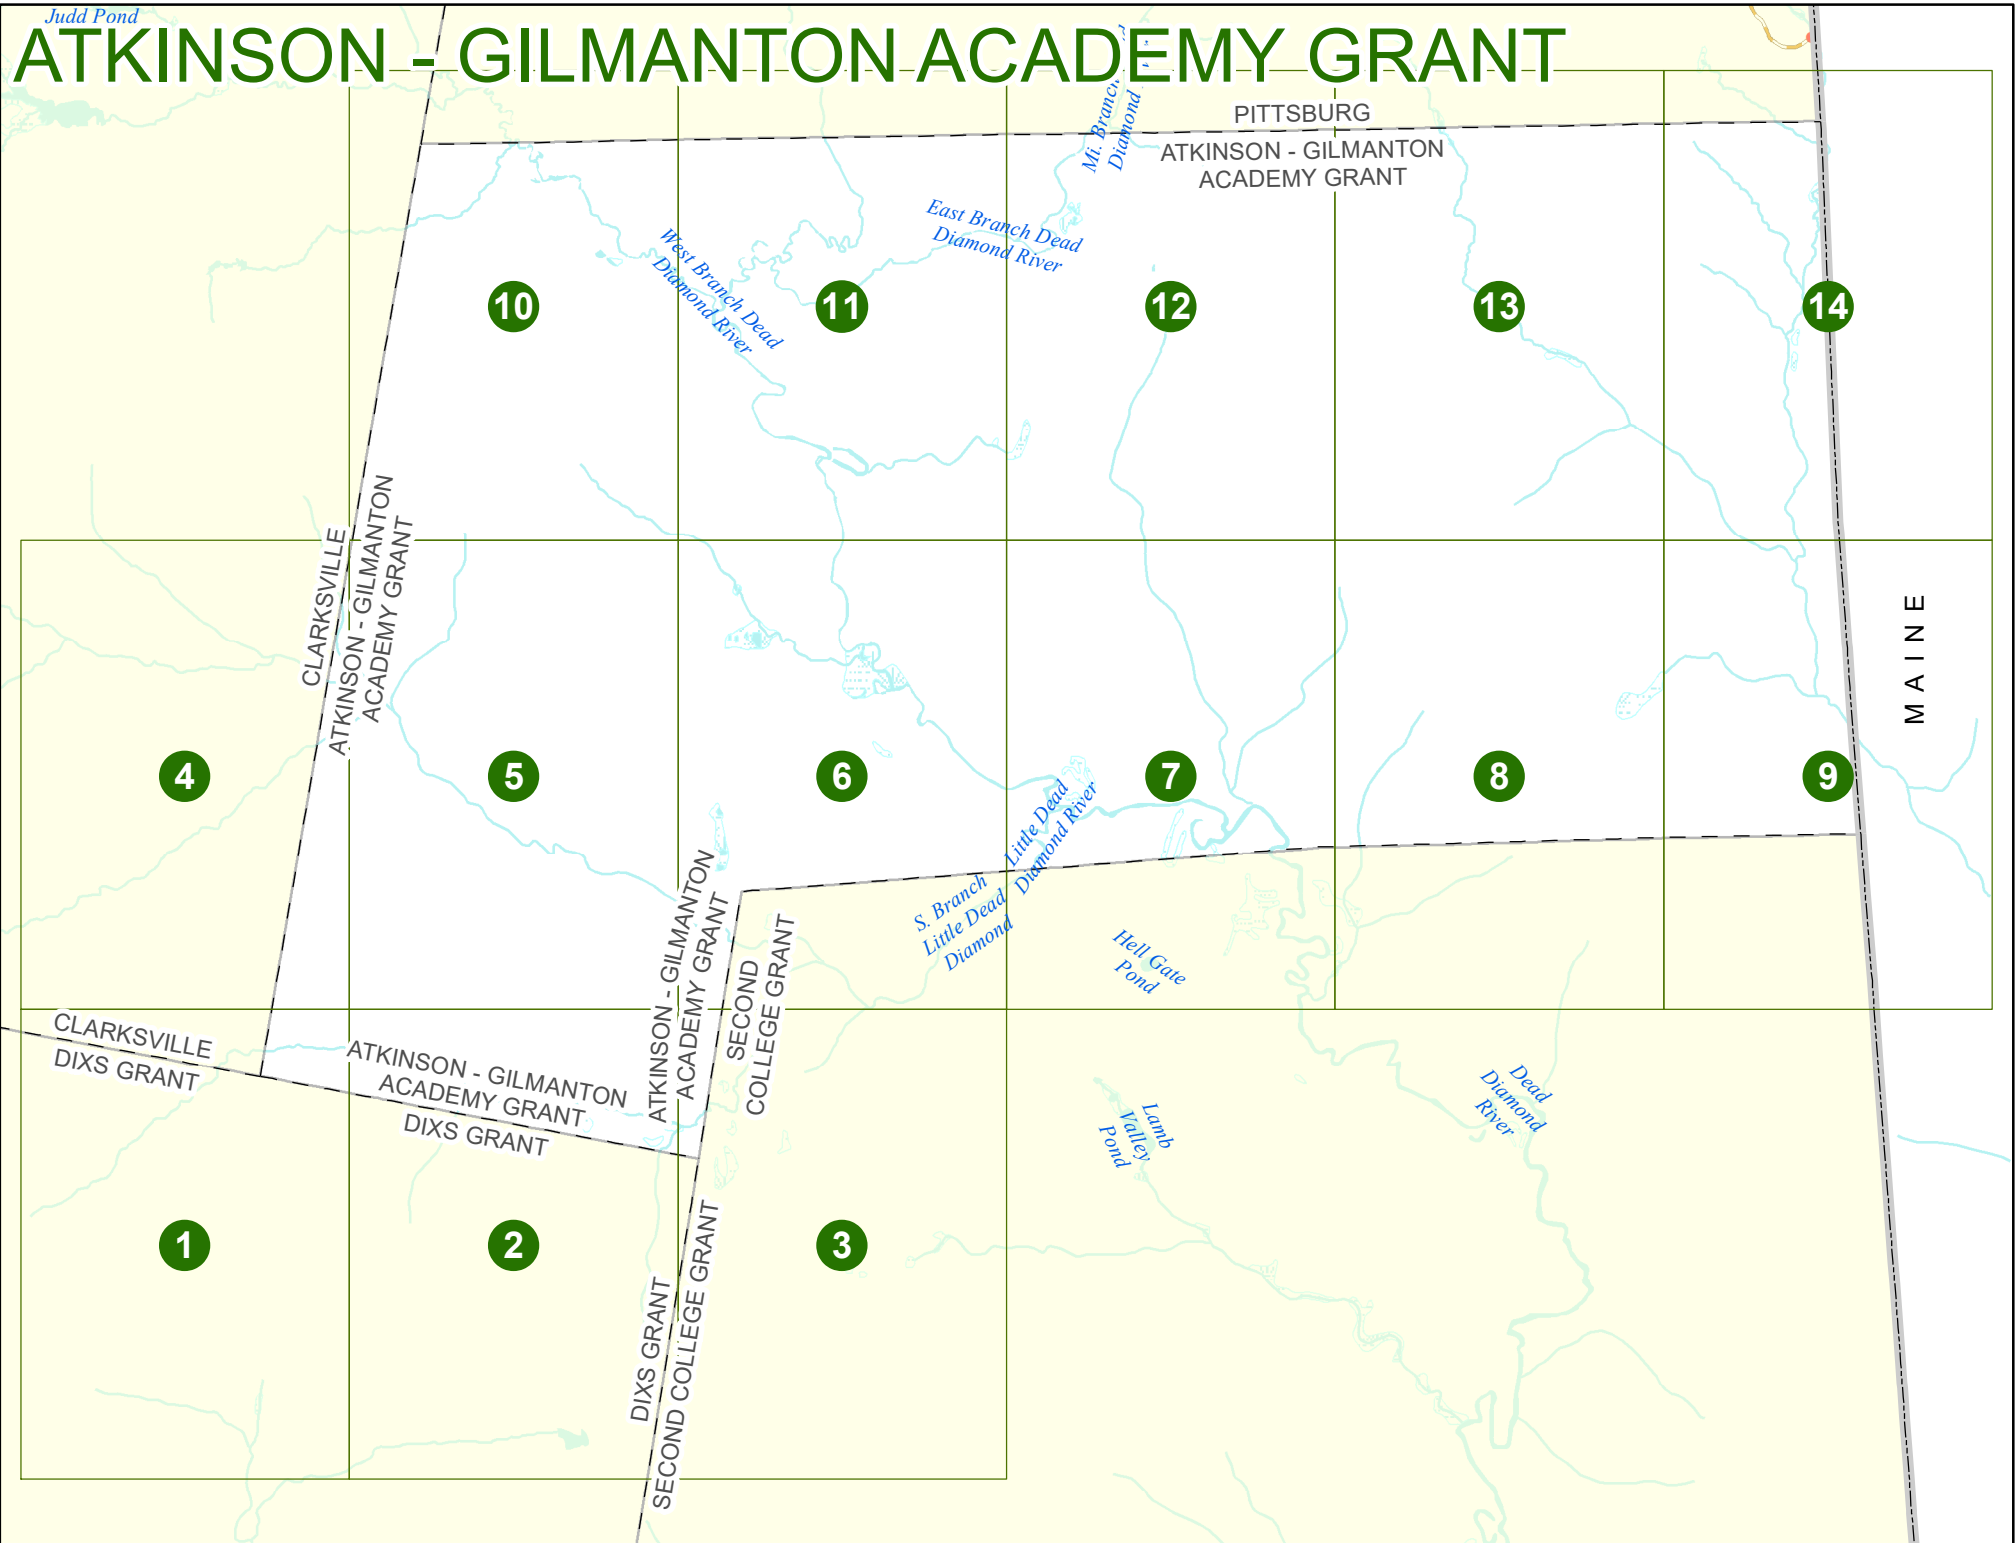 Judd Pond
ATKINSON - GILMANTON ACADEMY GRANT
Mi. Branch
Diamond
PITTSBURG
ATKINSON - GILMANTON
ACADEMY GRANT
East Branch Dead
Diamond River
West Branch Dead
Diamond River
10
11
12
13
14
CLARKSVILLE
ATKINSON - GILMANTON
ACADEMY GRANT
MAINE
4
5
6
7
8
9
Little Dead
Diamond River
S. Branch
Little Dead
Diamond
Hell Gate
Pond
ATKINSON - GILMANTON
ACADEMY GRANT
SECOND
COLLEGE GRANT
CLARKSVILLE
DIXS GRANT
ATKINSON - GILMANTON
ACADEMY GRANT
DIXS GRANT
Lamb
Valley
Pond
Dead
Diamond
River
1
2
3
DIXS GRANT
SECOND COLLEGE GRANT